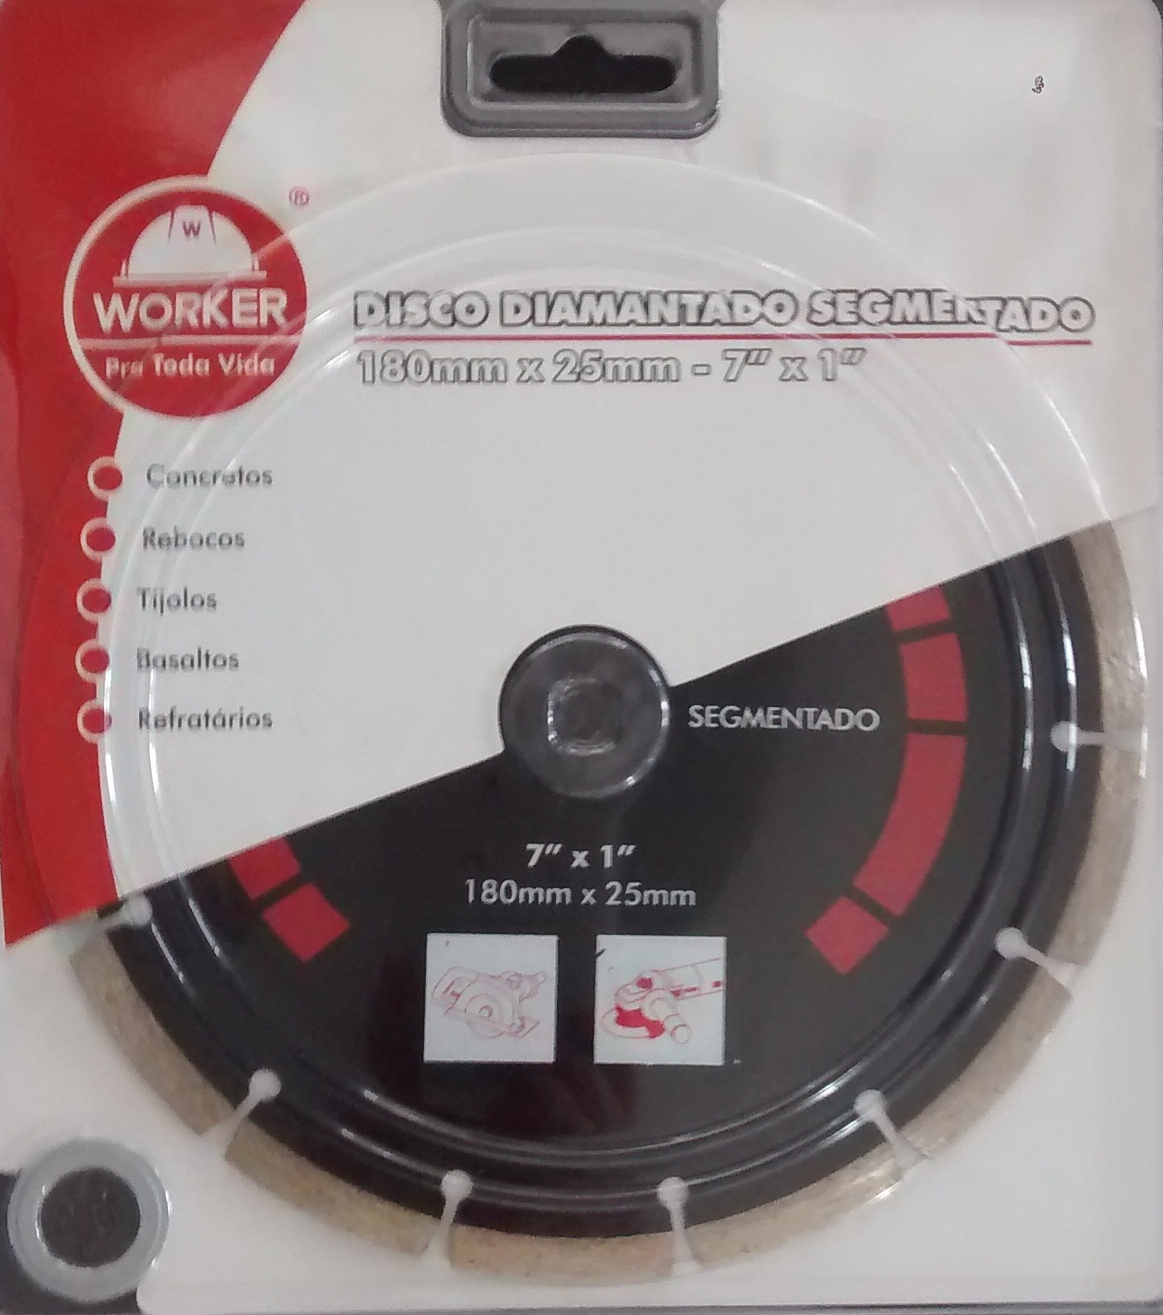 W
®
WORKER
Pra Toda Vida
DISCO DIAMANTADO SEGMENTADO
180mm x 25mm - 7" x 1"
Concretos
Rebocos
Tijolos
Basaltos
Refratários
SEGMENTADO
7" x 1"
180mm x 25mm